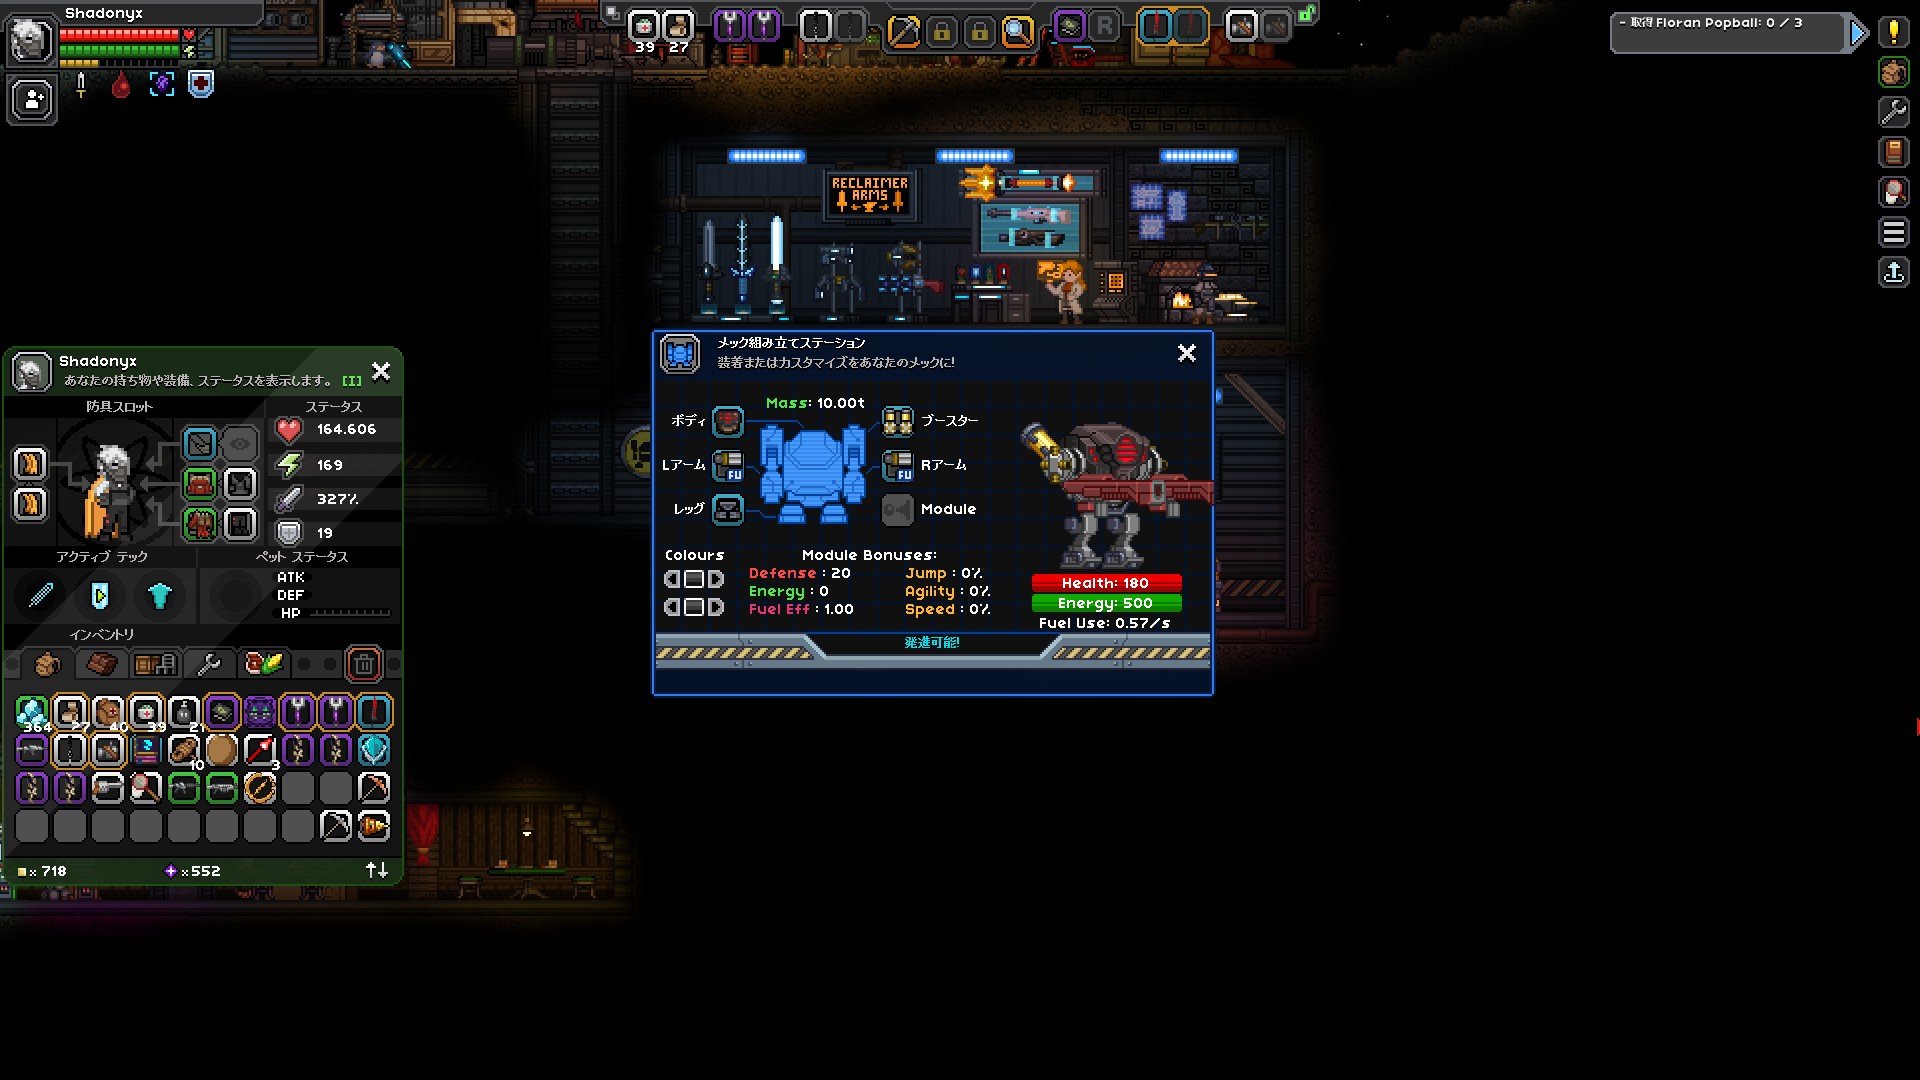 Shadonyx
39 27
R
- 取得 Floran Popball: 0 / 3
RECLAIMER
ARMS
Shadonyx
あなたの持ち物や装備、ステータスを表示します。 [I]
防具スロット
ステータス
164.606
169
327%
19
アクティブ テック
ペット ステータス
ATK
DEF
HP
インベントリ
364 27 40 39 21
10 3
x 718
x552
メック組み立てステーション
装着またはカスタマイズをあなたのメックに!
Mass: 10.00t
ボディ
ブースター
Lアーム
FU
FU
Rアーム
レッグ
Module
Colours
Module Bonuses:
Defense : 20
Jump : 0%
Energy : 0
Agility : 0%
Fuel Eff : 1.00
Speed : 0%
Health: 180
Energy: 500
Fuel Use: 0.57/s
発進可能!